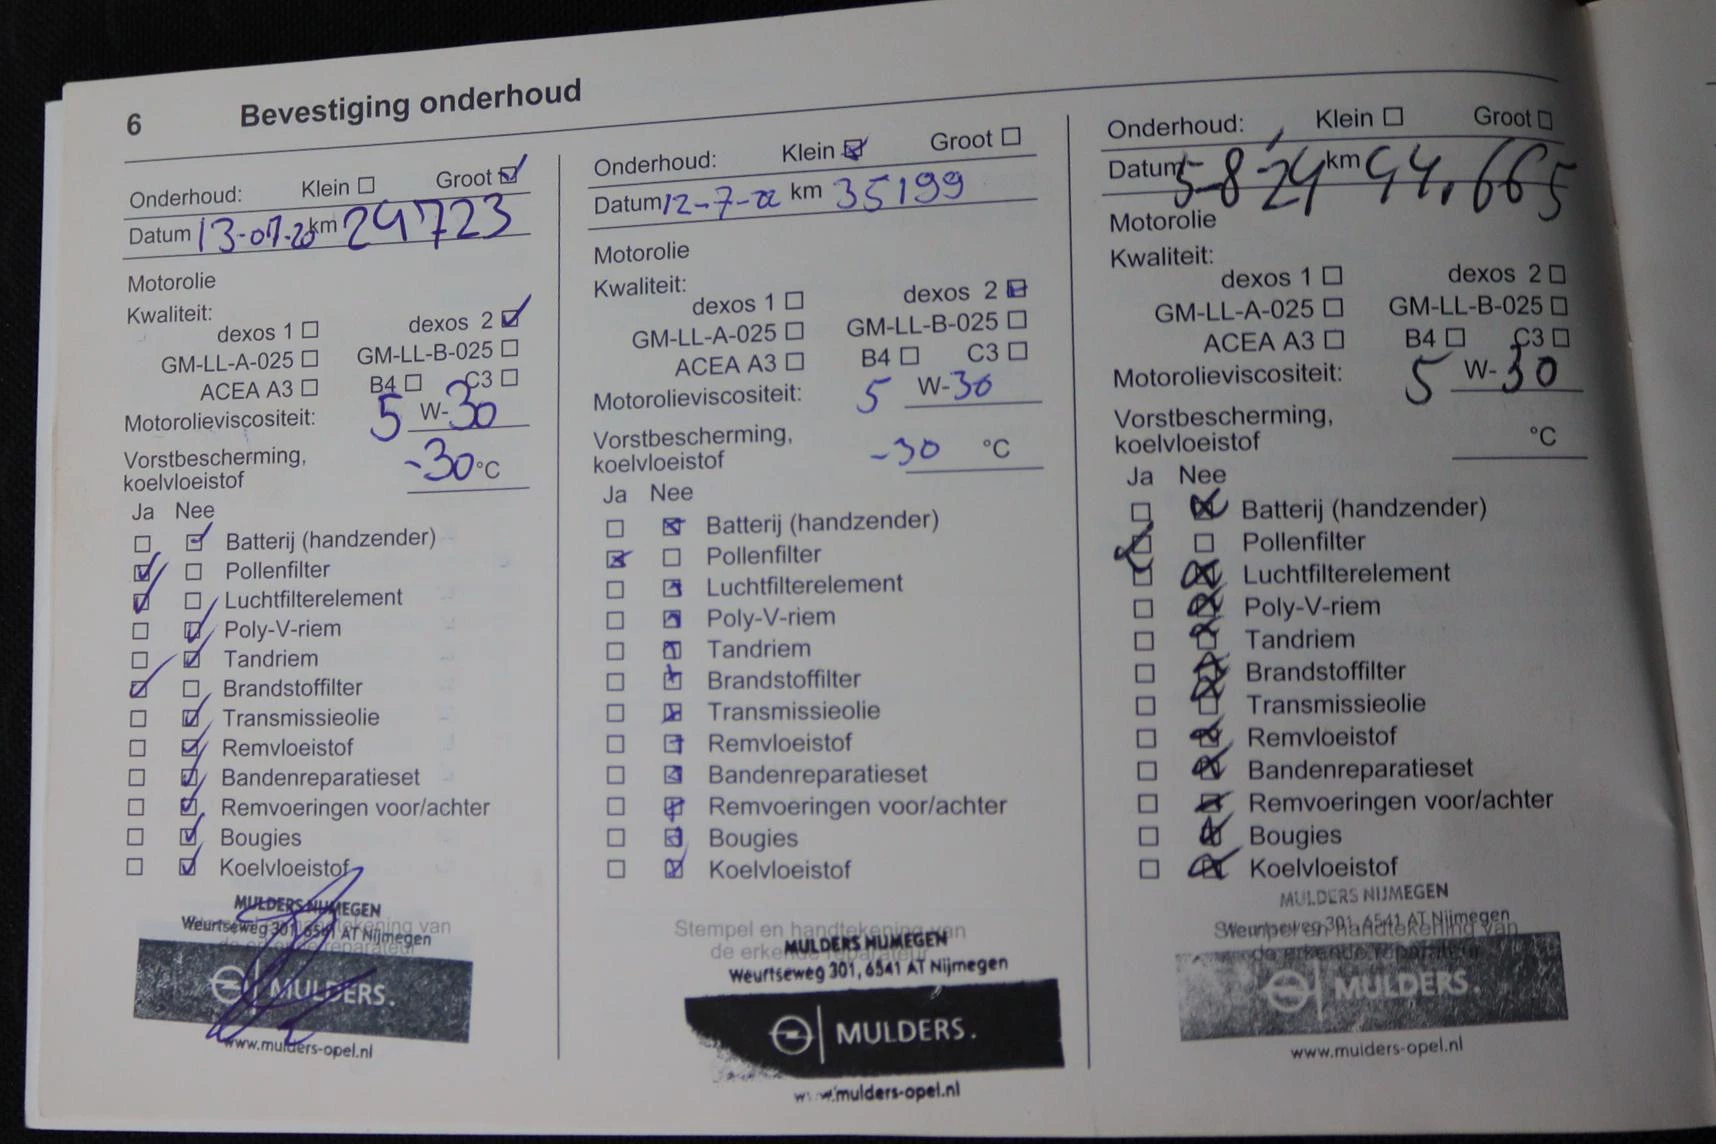 6 Bevestiging onderhoud
Onderhoud: Klein Groot
Datum 13-07-20 km 24723
Motorolie
Kwaliteit:
dexos 1 dexos 2
GM-LL-A-025 GM-LL-B-025
ACEA A3 B4 C3
Motorolieviscositeit: 5 W-30
Vorstbescherming,
koelvloeistof -30 °C
Ja Nee
Batterij (handzender)
Pollenfilter
Luchtfilterelement
Poly-V-riem
Tandriem
Brandstoffilter
Transmissieolie
Remvloeistof
Bandenreparatieset
Remvoeringen voor/achter
Bougies
Koelvloeistof
MULDERS NIJMEGEN
Weurtseweg 301, 6541 AT Nijmegen
MULDERS.
www.mulders-opel.nl
Onderhoud: Klein Groot
Datum 12-7-22 km 35199
Motorolie
Kwaliteit:
dexos 1 dexos 2
GM-LL-A-025 GM-LL-B-025
ACEA A3 B4 C3
Motorolieviscositeit: 5 W-30
Vorstbescherming,
koelvloeistof -30 °C
Ja Nee
Batterij (handzender)
Pollenfilter
Luchtfilterelement
Poly-V-riem
Tandriem
Brandstoffilter
Transmissieolie
Remvloeistof
Bandenreparatieset
Remvoeringen voor/achter
Bougies
Koelvloeistof
Stempel en handtekening van
de erkende reparateur
MULDERS NIJMEGEN
Weurtseweg 301, 6541 AT Nijmegen
MULDERS.
www.mulders-opel.nl
Onderhoud: Klein Groot
Datum 5-8-24 km 44.665
Motorolie
Kwaliteit:
dexos 1 dexos 2
GM-LL-A-025 GM-LL-B-025
ACEA A3 B4 C3
Motorolieviscositeit: 5 W-30
Vorstbescherming,
koelvloeistof °C
Ja Nee
Batterij (handzender)
Pollenfilter
Luchtfilterelement
Poly-V-riem
Tandriem
Brandstoffilter
Transmissieolie
Remvloeistof
Bandenreparatieset
Remvoeringen voor/achter
Bougies
Koelvloeistof
MULDERS NIJMEGEN
Weurtseweg 301, 6541 AT Nijmegen
Stempel en handtekening van
de erkende reparateur
MULDERS.
www.mulders-opel.nl